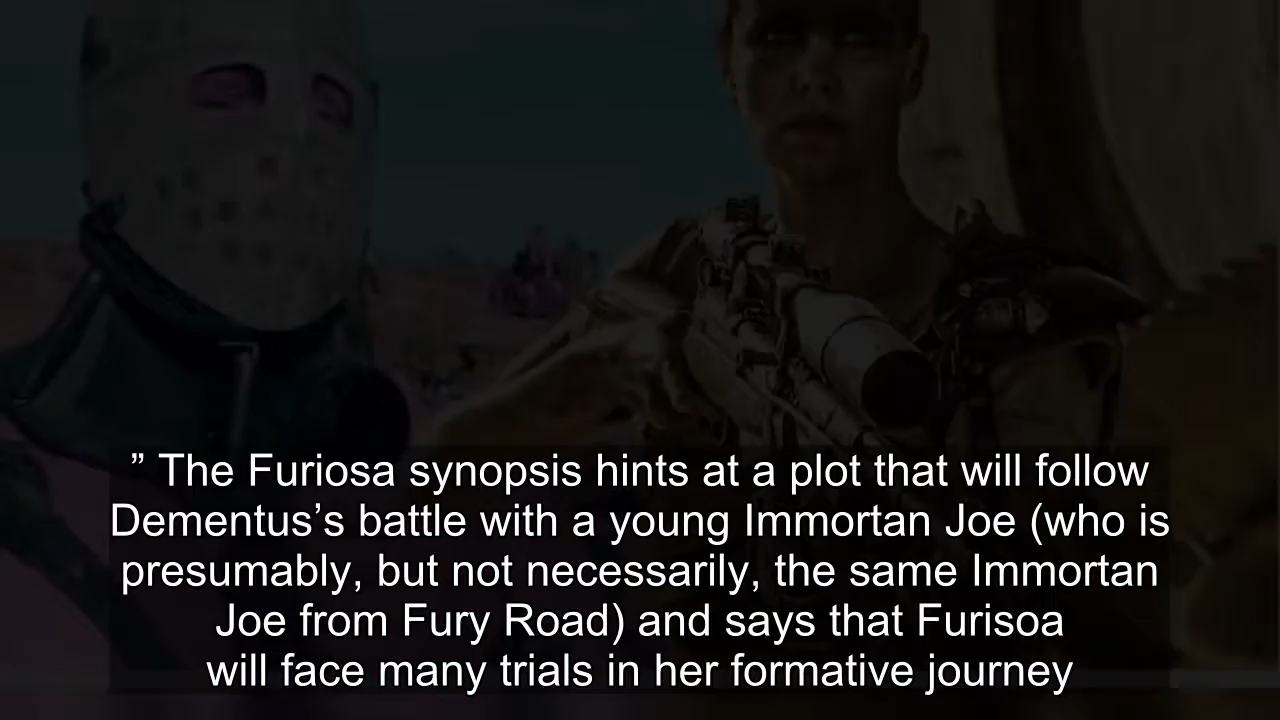 ” The Furiosa synopsis hints at a plot that will follow
Dementus’s battle with a young Immortan Joe (who is
presumably, but not necessarily, the same Immortan
Joe from Fury Road) and says that Furisoa
will face many trials in her formative journey